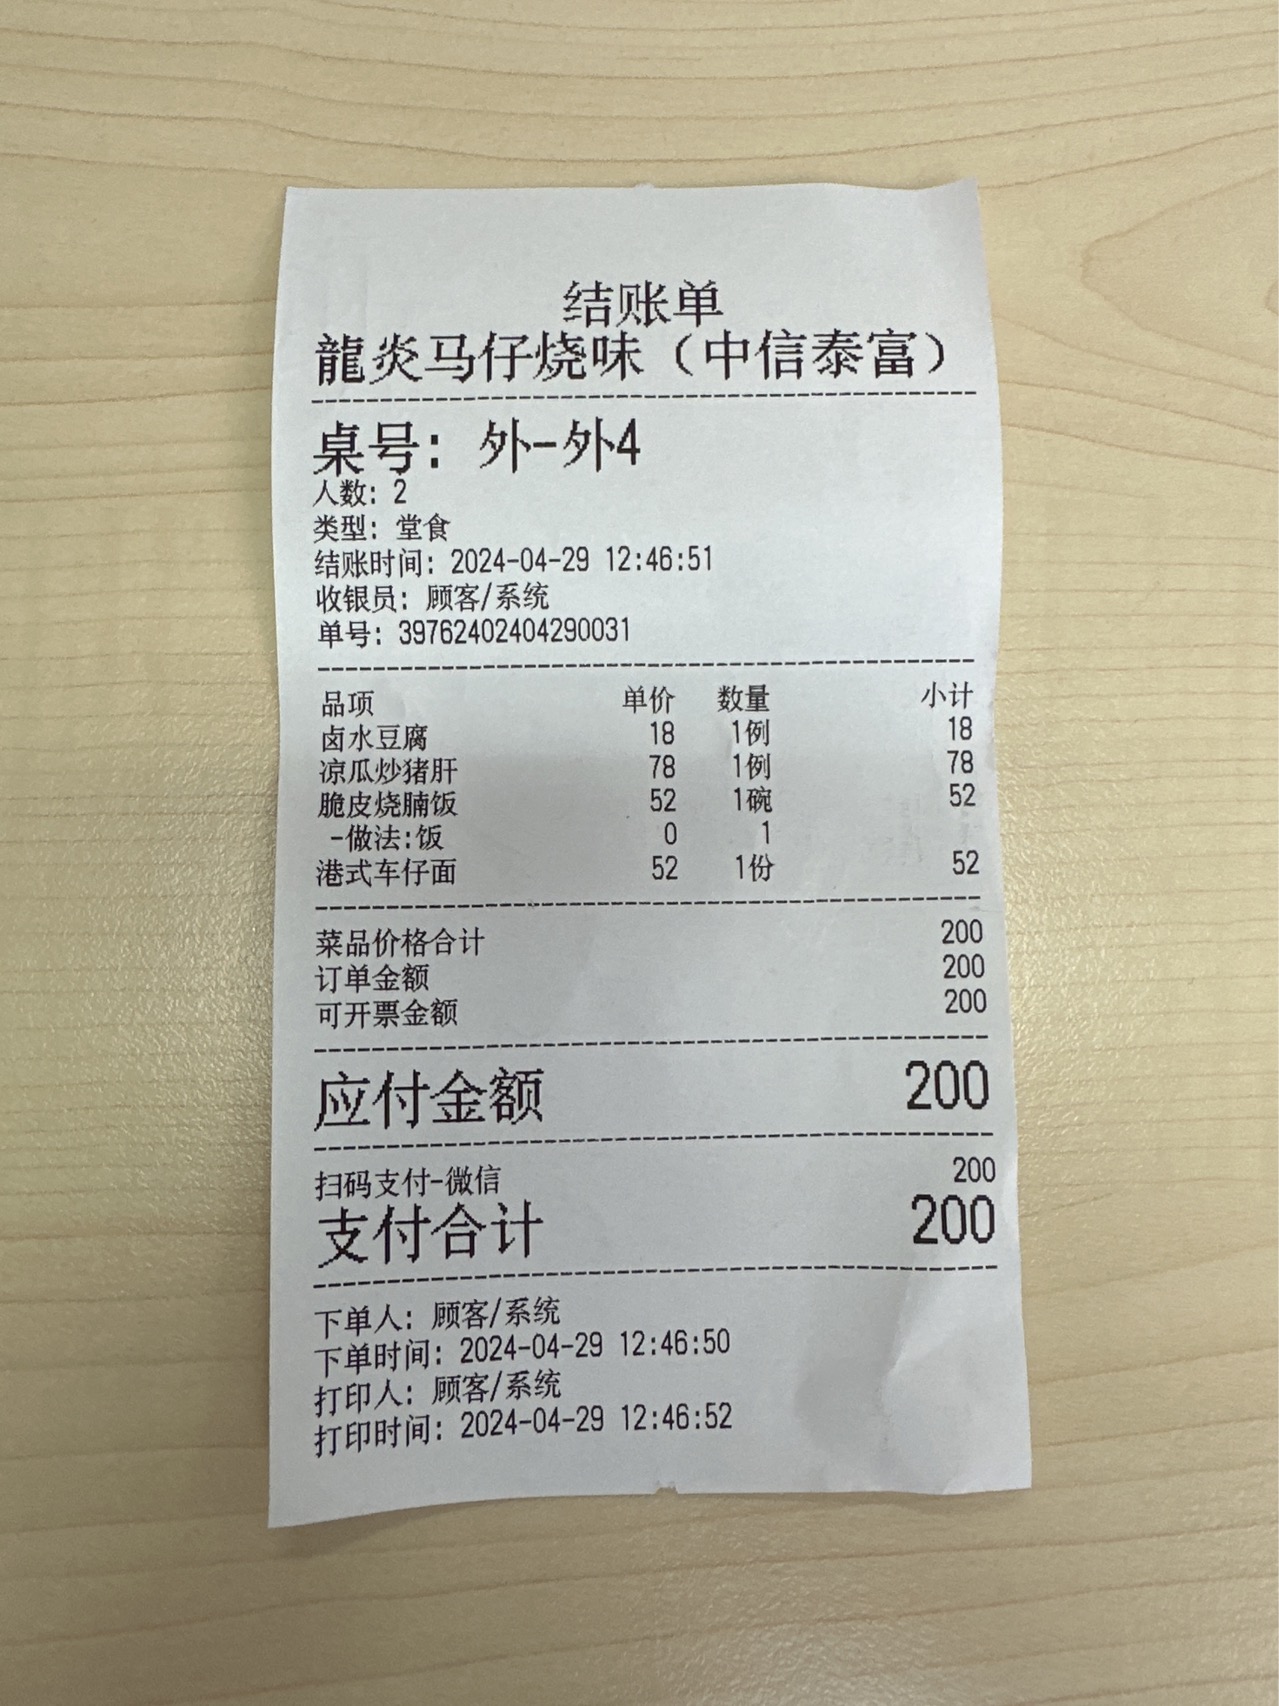 结账单
龍炎马仔烧味（中信泰富）
桌号: 外-外4
人数: 2
类型: 堂食
结账时间: 2024-04-29 12:46:51
收银员: 顾客/系统
单号: 39762402404290031
品项 单价 数量 小计
卤水豆腐 18 1例 18
凉瓜炒猪肝 78 1例 78
脆皮烧腩饭 52 1碗 52
-做法:饭 0 1
港式车仔面 52 1份 52
菜品价格合计 200
订单金额 200
可开票金额 200
应付金额 200
扫码支付-微信 200
支付合计 200
下单人: 顾客/系统
下单时间: 2024-04-29 12:46:50
打印人: 顾客/系统
打印时间: 2024-04-29 12:46:52